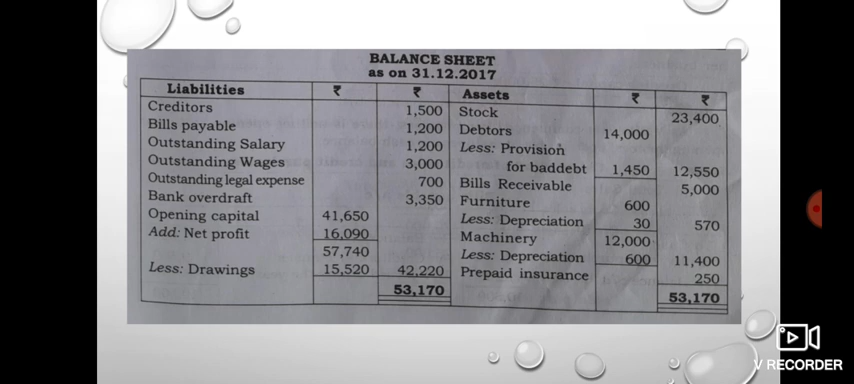 BALANCE SHEET
as on 31.12.2017
Liabilities ₹ ₹ Assets ₹ ₹
Creditors 1,500 Stock 23,400
Bills payable 1,200 Debtors 14,000
Outstanding Salary 1,200 Less: Provision
Outstanding Wages 3,000 for baddebt 1,450 12,550
Outstanding legal expense 700 Bills Receivable 5,000
Bank overdraft 3,350 Furniture 600
Opening capital 41,650 Less: Depreciation 30 570
Add: Net profit 16,090 Machinery 12,000
57,740 Less: Depreciation 600 11,400
Less: Drawings 15,520 42,220 Prepaid insurance 250
53,170 53,170
V RECORDER